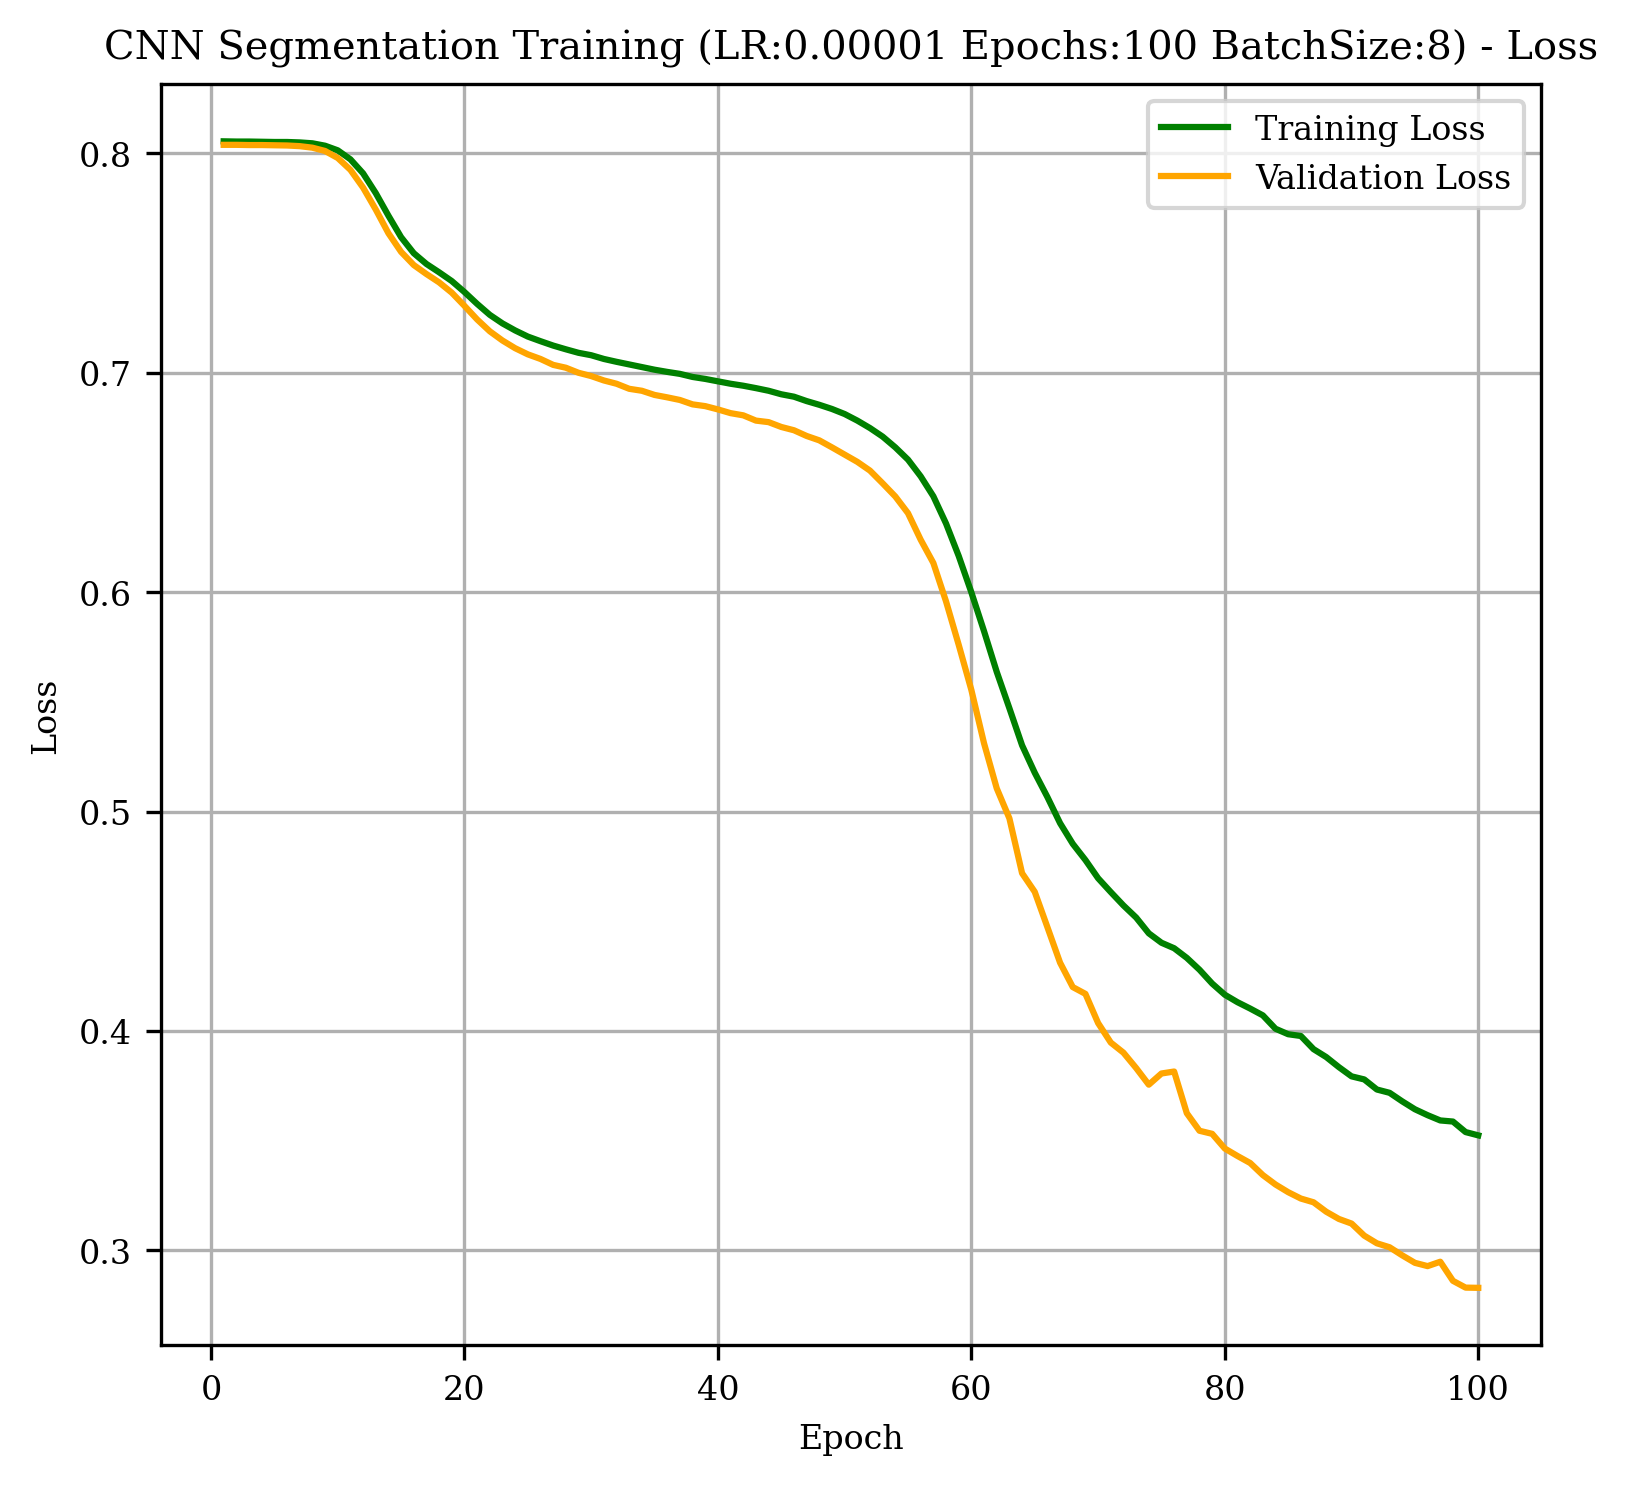 CNN Segmentation Training (LR:0.00001 Epochs:100 BatchSize:8) - Loss
Training Loss
Validation Loss
0.8
0.7
0.6
0.5
0.4
0.3
Loss
0 20 40 60 80 100
Epoch